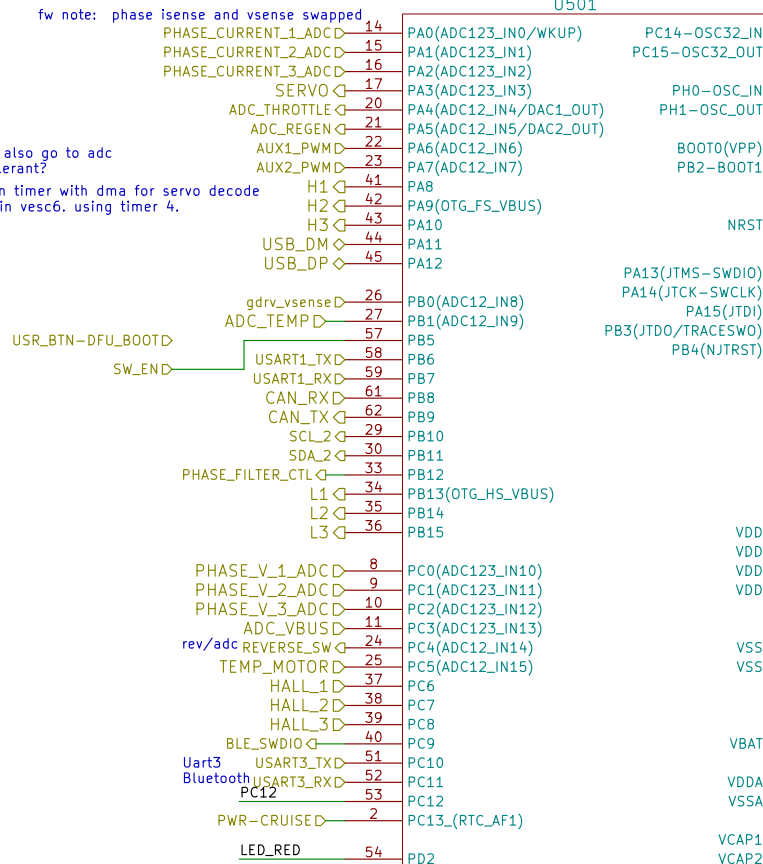 U501
fw note:  phase isense and vsense swapped
PHASE_CURRENT_1_ADC 14 PA0(ADC123_IN0/WKUP) PC14-OSC32_IN
PHASE_CURRENT_2_ADC 15 PA1(ADC123_IN1) PC15-OSC32_OUT
PHASE_CURRENT_3_ADC 16 PA2(ADC123_IN2)
SERVO 17 PA3(ADC123_IN3) PH0-OSC_IN
ADC_THROTTLE 20 PA4(ADC12_IN4/DAC1_OUT) PH1-OSC_OUT
ADC_REGEN 21 PA5(ADC12_IN5/DAC2_OUT)
AUX1_PWM 22 PA6(ADC12_IN6) BOOT0(VPP)
also go to adc
AUX2_PWM 23 PA7(ADC12_IN7) PB2-BOOT1
erant?
H1 41 PA8
n timer with dma for servo decode
H2 42 PA9(OTG_FS_VBUS)
in vesc6. using timer 4.
H3 43 PA10 NRST
USB_DM 44 PA11
USB_DP 45 PA12
PA13(JTMS-SWDIO)
PA14(JTCK-SWCLK)
gdrv_vsense 26 PB0(ADC12_IN8) PA15(JTDI)
ADC_TEMP 27 PB1(ADC12_IN9) PB3(JTDO/TRACESWO)
USR_BTN-DFU_BOOT 57 PB5 PB4(NJTRST)
USART1_TX 58 PB6
SW_EN
USART1_RX 59 PB7
CAN_RX 61 PB8
CAN_TX 62 PB9
SCL_2 29 PB10
SDA_2 30 PB11
PHASE_FILTER_CTL 33 PB12
L1 34 PB13(OTG_HS_VBUS)
L2 35 PB14
L3 36 PB15 VDD
VDD
PHASE_V_1_ADC 8 PC0(ADC123_IN10) VDD
PHASE_V_2_ADC 9 PC1(ADC123_IN11) VDD
PHASE_V_3_ADC 10 PC2(ADC123_IN12)
ADC_VBUS 11 PC3(ADC123_IN13)
rev/adc REVERSE_SW 24 PC4(ADC12_IN14) VSS
TEMP_MOTOR 25 PC5(ADC12_IN15) VSS
HALL_1 37 PC6
HALL_2 38 PC7
HALL_3 39 PC8
BLE_SWDIO 40 PC9 VBAT
Uart3 USART3_TX 51 PC10
Bluetooth USART3_RX 52 PC11 VDDA
PC12 53 PC12 VSSA
PWR-CRUISE 2 PC13_(RTC_AF1)
VCAP1
LED_RED 54 PD2 VCAP2